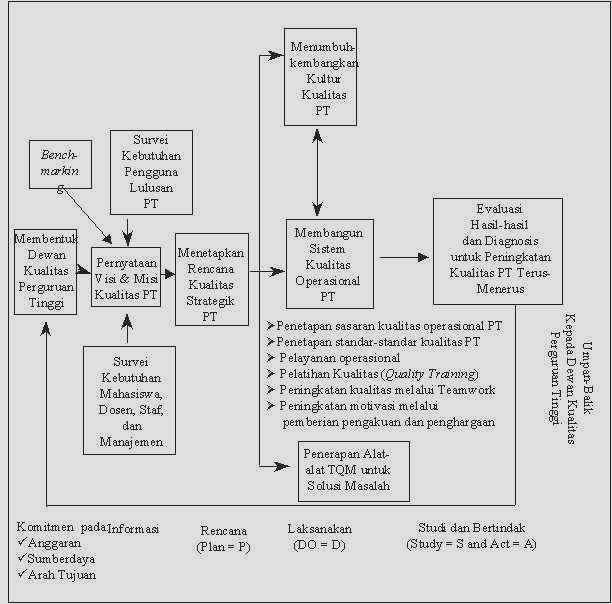 Menumbuh-
kembangkan
Kultur
Kualitas
PT
Bench-
markin
g
Survei
Kebutuhan
Pengguna
Lulusan
PT
Membentuk
Dewan
Kualitas
Perguruan
Tinggi
Pernyataan
Visi & Misi
Kualitas PT
Menetapkan
Rencana
Kualitas
Strategik
PT
Membangun
Sistem
Kualitas
Operasional
PT
Evaluasi
Hasil-hasil
dan Diagnosis
untuk Peningkatan
Kualitas PT Terus-
Menerus
Survei
Kebutuhan
Mahasiswa,
Dosen, Staf,
dan
Manajemen
➢ Penetapan sasaran kualitas operasional PT
➢ Penetapan standar-standar kualitas PT
➢ Pelayanan operasional
➢ Pelatihan Kualitas (Quality Training)
➢ Peningkatan kualitas melalui Teamwork
➢ Peningkatan motivasi melalui
pemberian pengakuan dan penghargaan
Umpan-Balik
Kepada Dewan Kualitas
Perguruan Tinggi
Penerapan Alat-
alat TQM untuk
Solusi Masalah
Komitmen pada:
✓Anggaran
✓Sumberdaya
✓Arah Tujuan
Informasi
Rencana
(Plan = P)
Laksanakan
(DO = D)
Studi dan Bertindak
(Study = S and Act = A)